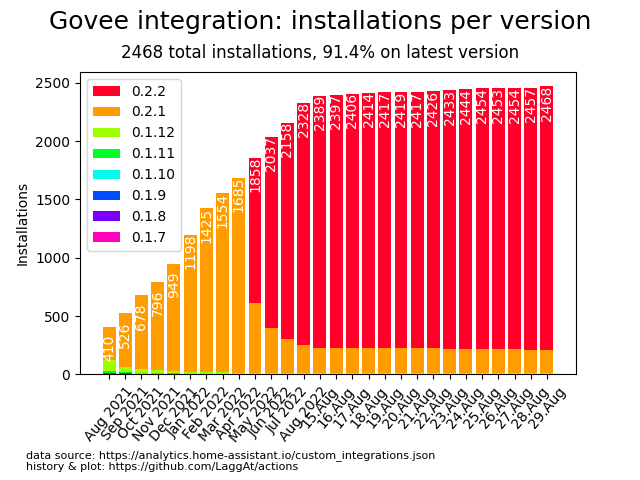 Govee integration: installations per version
2468 total installations, 91.4% on latest version
0.2.2
0.2.1
0.1.12
0.1.11
0.1.10
0.1.9
0.1.8
0.1.7
Installations
2500
2000
1500
1000
500
0
410
526
678
796
949
1198
1425
1554
1685
1858
2037
2158
2328
2389
2397
2406
2414
2417
2419
2417
2426
2433
2444
2454
2453
2454
2457
2468
Aug 2021
Sep 2021
Oct 2021
Nov 2021
Dec 2021
Jan 2022
Feb 2022
Mar 2022
Apr 2022
May 2022
Jun 2022
Jul 2022
Aug 2022
15.Aug
16.Aug
17.Aug
18.Aug
19.Aug
20.Aug
21.Aug
22.Aug
23.Aug
24.Aug
25.Aug
26.Aug
27.Aug
28.Aug
29.Aug
data source: https://analytics.home-assistant.io/custom_integrations.json
history & plot: https://github.com/LaggAt/actions